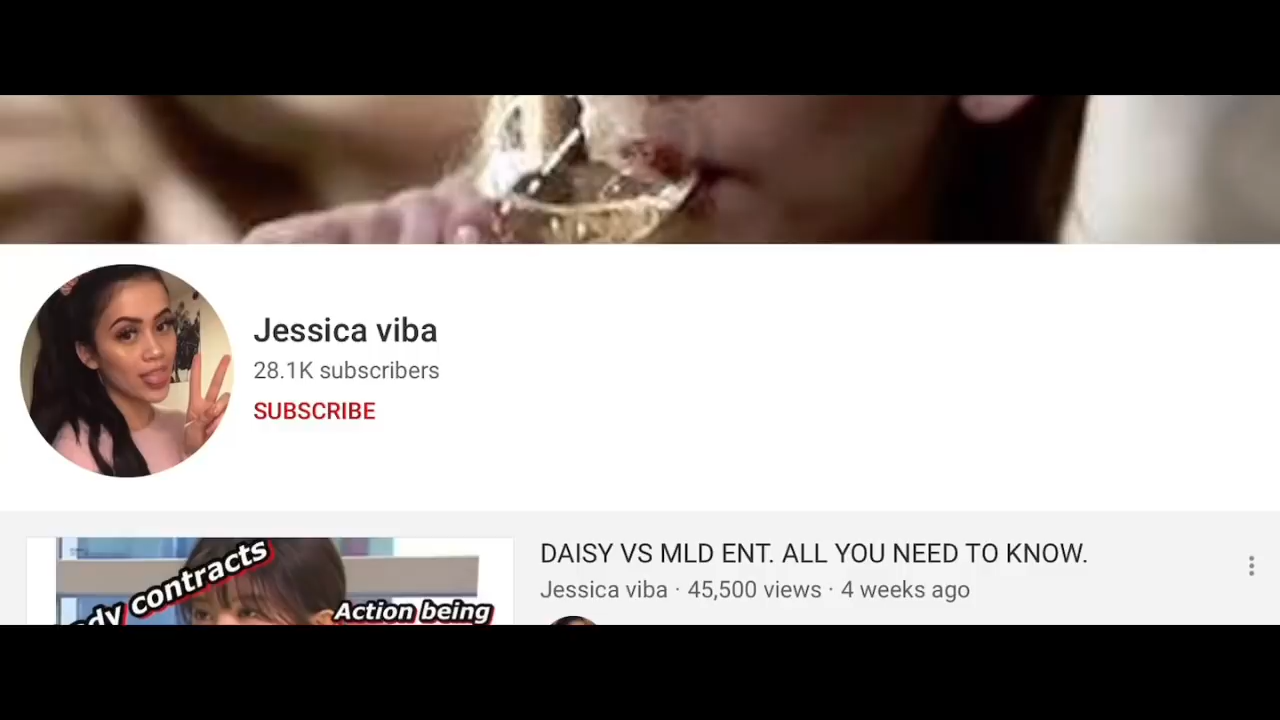 Jessica viba
28.1K subscribers
SUBSCRIBE
contracts
Action being
DAISY VS MLD ENT. ALL YOU NEED TO KNOW.
Jessica viba · 45,500 views · 4 weeks ago